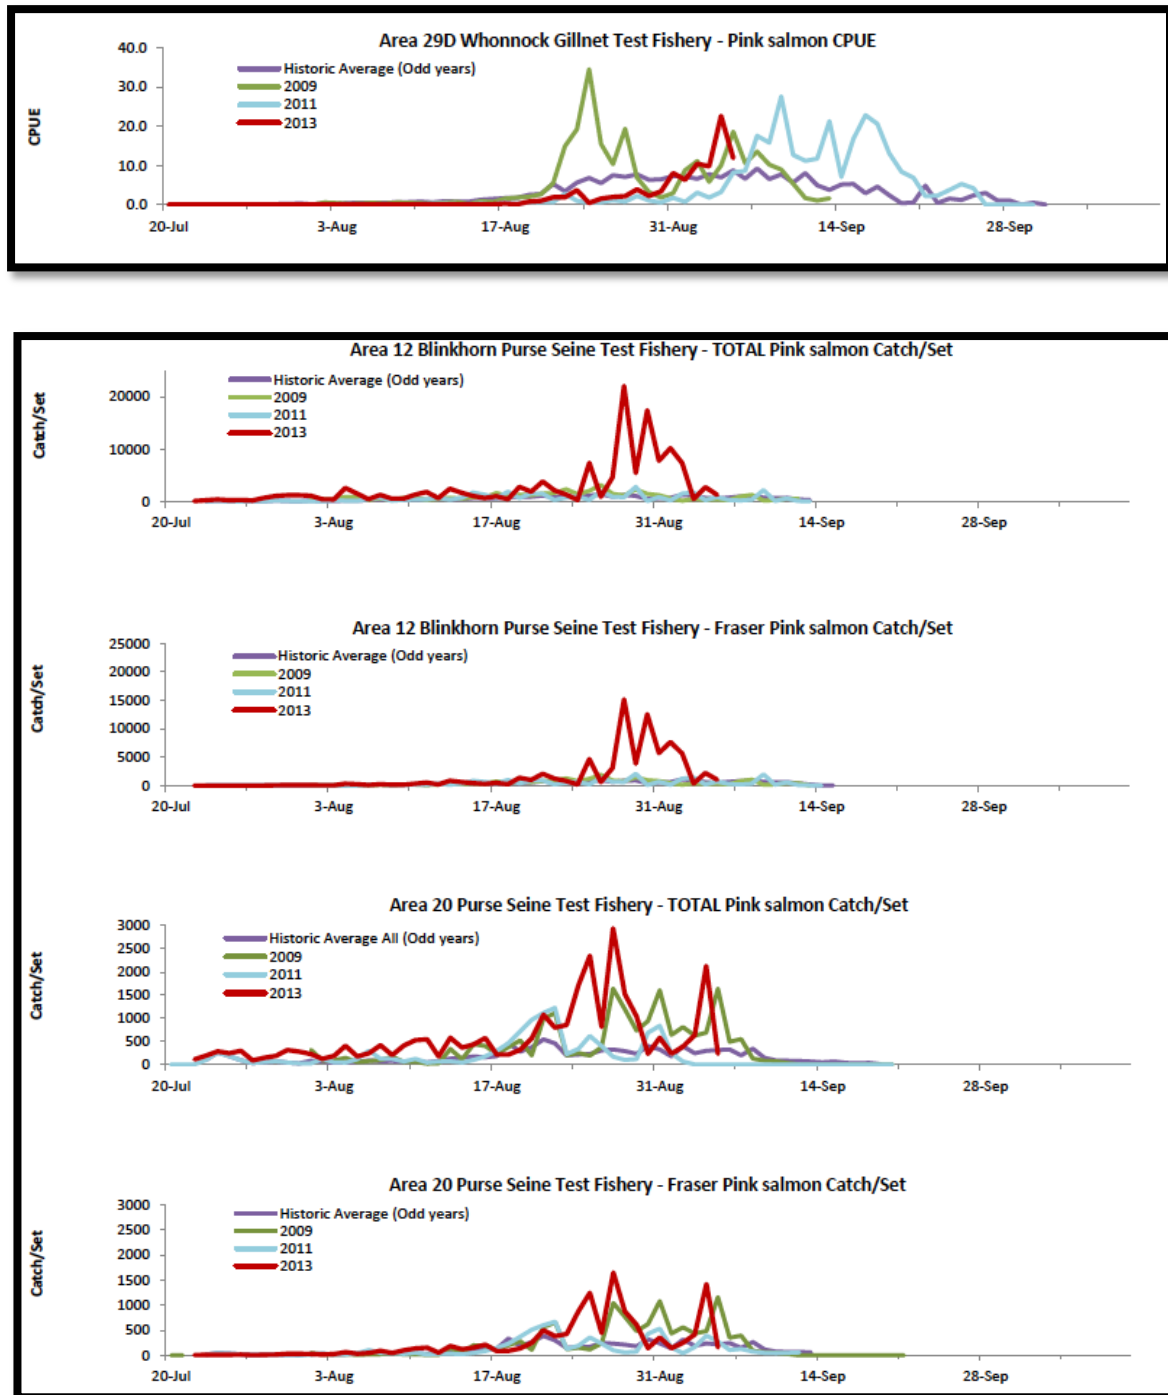 Area 29D Whonnock Gillnet Test Fishery - Pink salmon CPUE
CPUE
40.0
30.0
20.0
10.0
0.0
Historic Average (Odd years)
2009
2011
2013
20-Jul 3-Aug 17-Aug 31-Aug 14-Sep 28-Sep
Area 12 Blinkhorn Purse Seine Test Fishery - TOTAL Pink salmon Catch/Set
Catch/Set
20000
10000
0
Historic Average (Odd years)
2009
2011
2013
20-Jul 3-Aug 17-Aug 31-Aug 14-Sep 28-Sep
Area 12 Blinkhorn Purse Seine Test Fishery - Fraser Pink salmon Catch/Set
Catch/Set
25000
20000
15000
10000
5000
0
Historic Average (Odd years)
2009
2011
2013
20-Jul 3-Aug 17-Aug 31-Aug 14-Sep 28-Sep
Area 20 Purse Seine Test Fishery - TOTAL Pink salmon Catch/Set
Catch/Set
3000
2500
2000
1500
1000
500
0
Historic Average All (Odd years)
2009
2011
2013
20-Jul 3-Aug 17-Aug 31-Aug 14-Sep 28-Sep
Area 20 Purse Seine Test Fishery - Fraser Pink salmon Catch/Set
Catch/Set
3000
2500
2000
1500
1000
500
0
Historic Average (Odd years)
2009
2011
2013
20-Jul 3-Aug 17-Aug 31-Aug 14-Sep 28-Sep